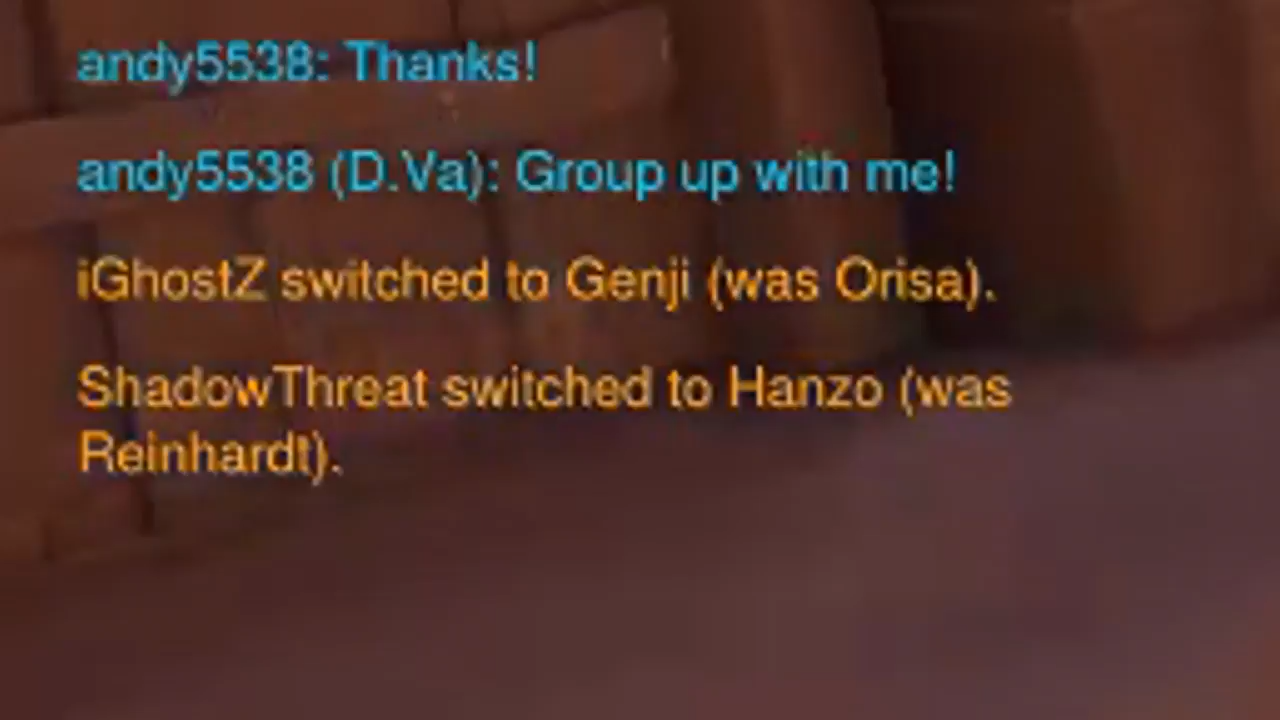 andy5538: Thanks!
andy5538 (D.Va): Group up with me!
iGhostZ switched to Genji (was Orisa).
ShadowThreat switched to Hanzo (was
Reinhardt).